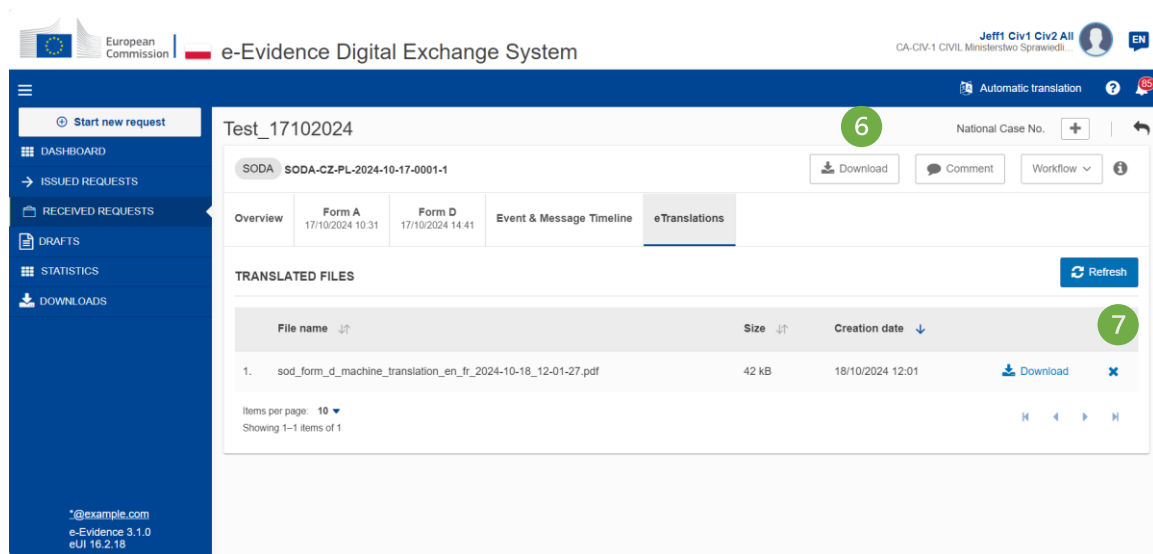 European
Commission
e-Evidence Digital Exchange System
Jeff1 Civ1 Civ2 All
CA-CIV-1 CIVIL Ministerstwo Sprawiedli...
EN
Automatic translation
?
85
Start new request
DASHBOARD
ISSUED REQUESTS
RECEIVED REQUESTS
DRAFTS
STATISTICS
DOWNLOADS
*@example.com
e-Evidence 3.1.0
eUI 16.2.18
Test_17102024
6
National Case No.
+
SODA SODA-CZ-PL-2024-10-17-0001-1
Download
Comment
Workflow
Overview
Form A
17/10/2024 10:31
Form D
17/10/2024 14:41
Event & Message Timeline
eTranslations
TRANSLATED FILES
Refresh
File name Size Creation date
7
1. sod_form_d_machine_translation_en_fr_2024-10-18_12-01-27.pdf 42 kB 18/10/2024 12:01 Download
Items per page: 10
Showing 1–1 items of 1